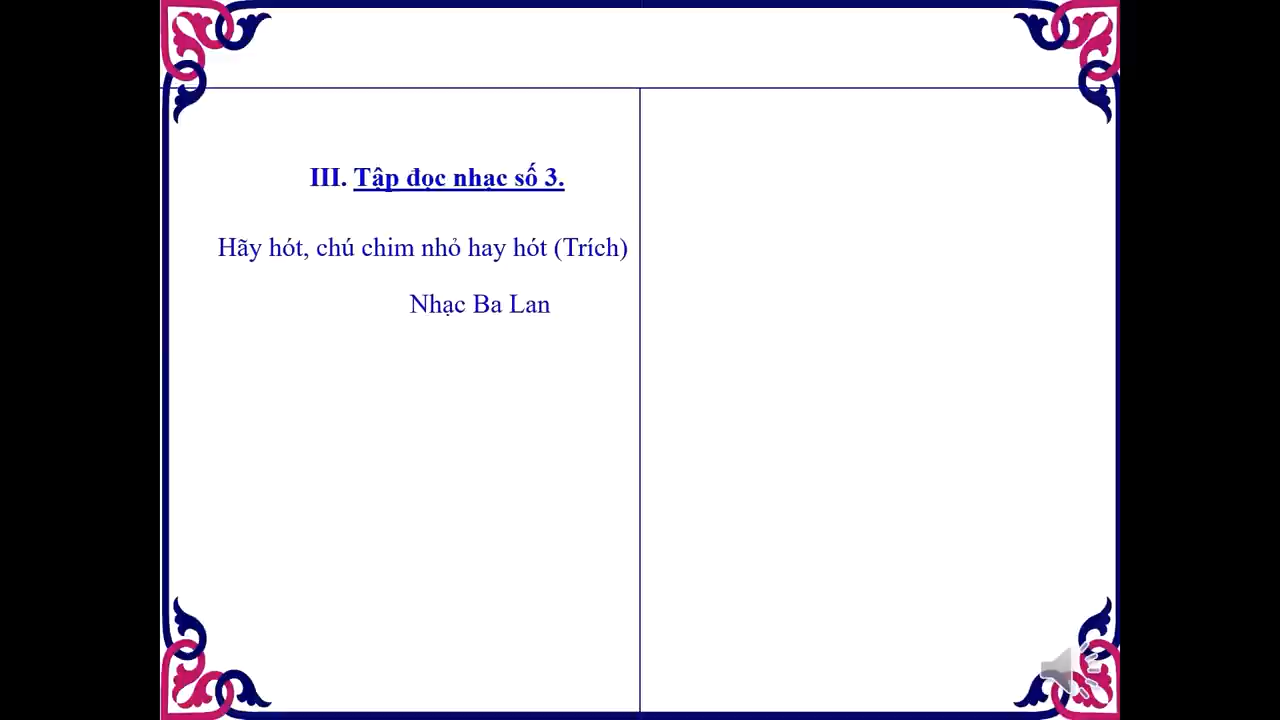 III. Tập đọc nhạc số 3.
Hãy hót, chú chim nhỏ hay hót (Trích)
Nhạc Ba Lan